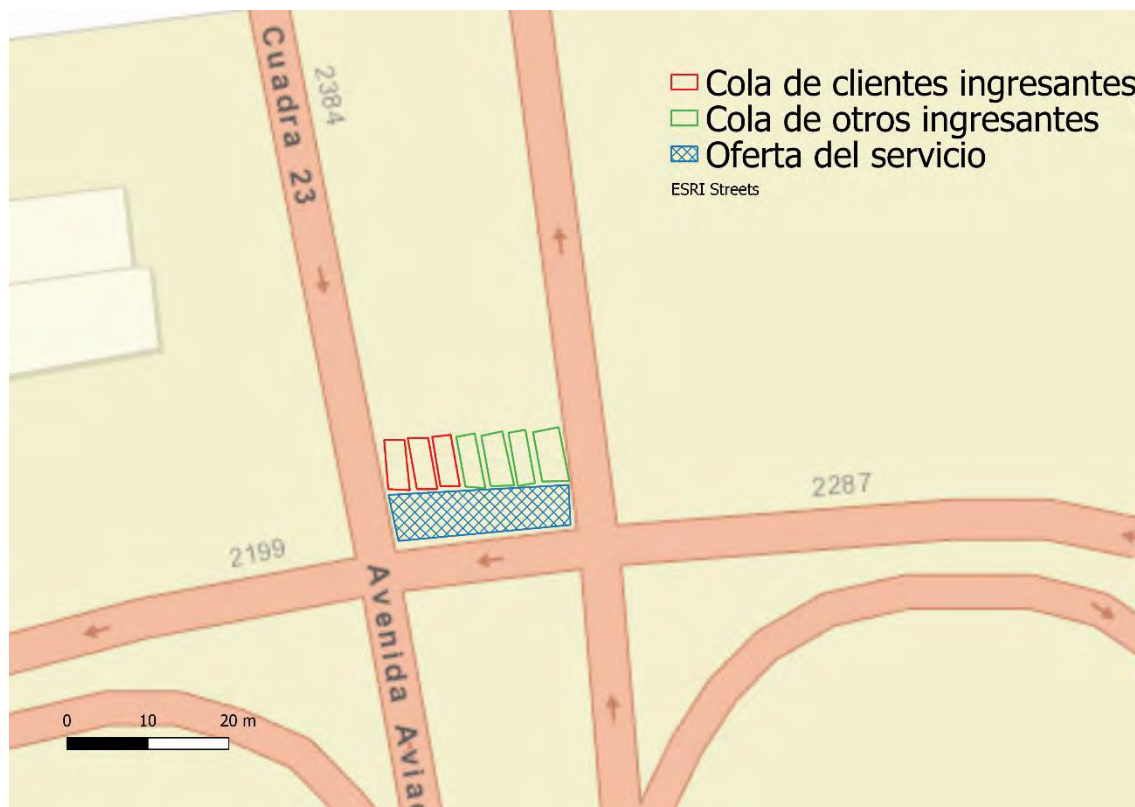 Cuadra 23
2384
Cola de clientes ingresantes
Cola de otros ingresantes
Oferta del servicio
ESRI Streets
2287
2199
Avenida Aviac
0 10 20 m